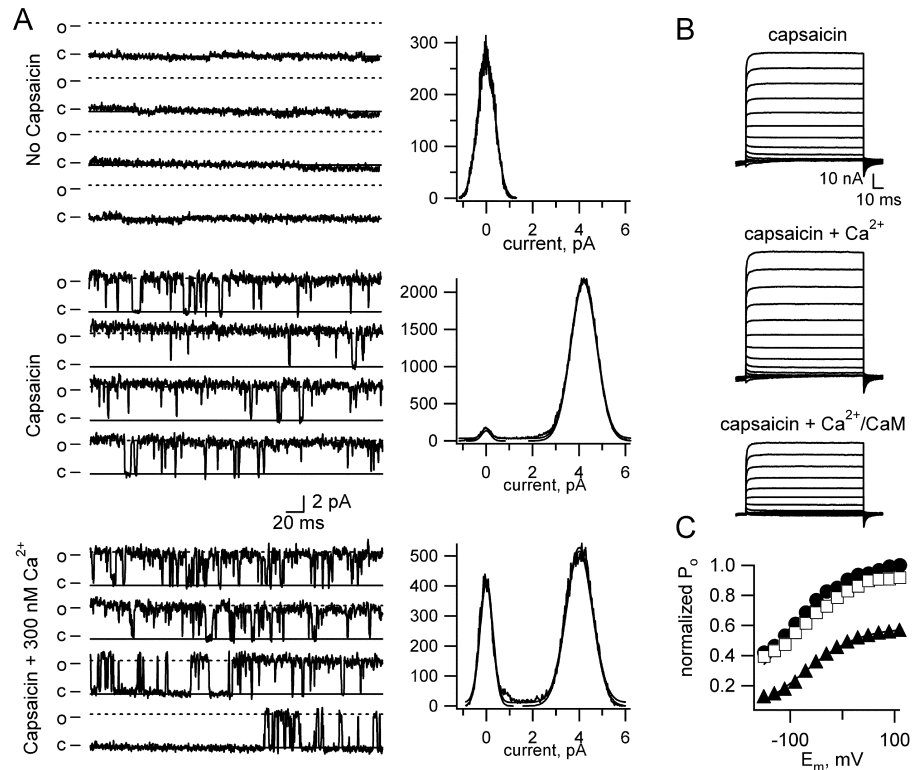 A
No Capsaicin
o
c
o
c
o
c
o
c
300
200
100
0
0
2
4
6
current, pA
Capsaicin
o
c
o
c
o
c
o
c
2 pA
20 ms
2000
1500
1000
500
0
0
2
4
6
current, pA
Capsaicin + 300 nM Ca2+
o
c
o
c
o
c
o
c
500
400
300
200
100
0
0
2
4
6
current, pA
B
capsaicin
10 nA
10 ms
capsaicin + Ca2+
capsaicin + Ca2+/CaM
C
normalized Po
1.0
0.8
0.6
0.4
0.2
-100
100
Em, mV